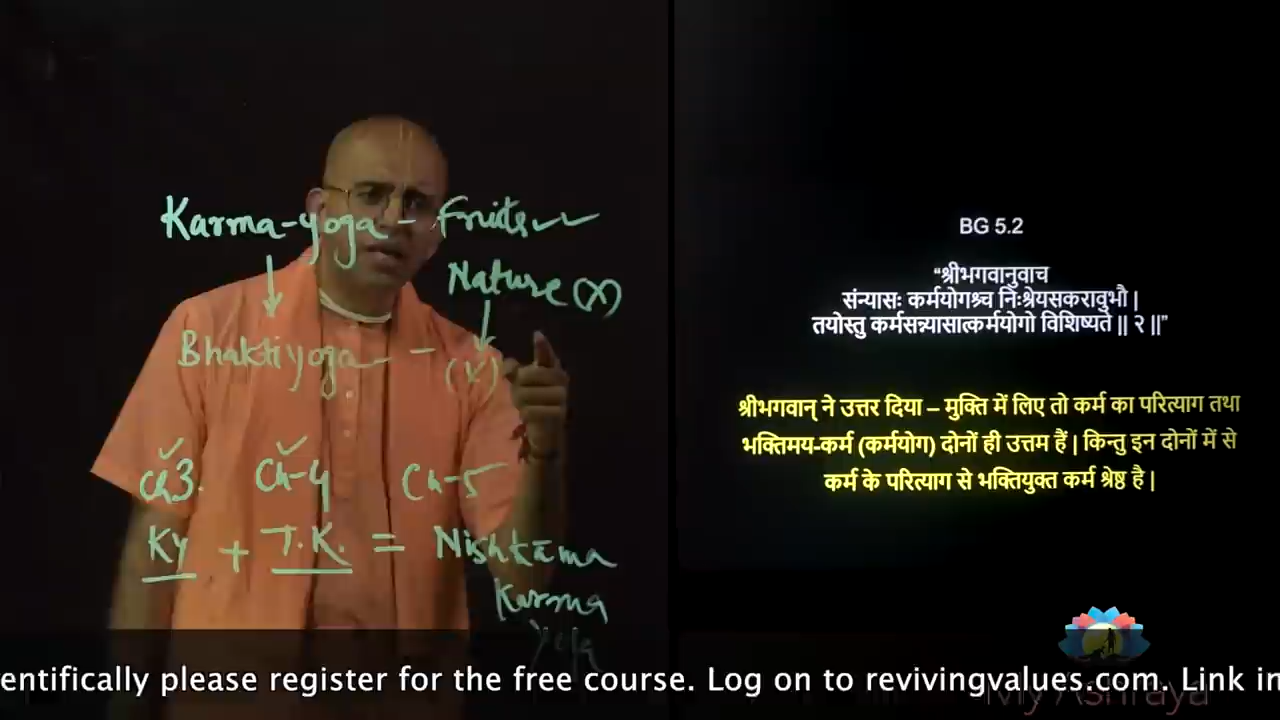 Karma-yoga - Fruits
Nature (X)
Bhaktiyoga - - (X)
Ch3. Ch-4 Ch-5
KY + T.K. = Nishkāma
Karma
Yoga
BG 5.2
“श्रीभगवानुवाच
संन्यासः कर्मयोगश्र्च निःश्रेयसकरावुभौ |
तयोस्तु कर्मसन्न्यासात्कर्मयोगो विशिष्यते || २ ||”
श्रीभगवान् ने उत्तर दिया – मुक्ति में लिए तो कर्म का परित्याग तथा
भक्तिमय-कर्म (कर्मयोग) दोनों ही उत्तम हैं | किन्तु इन दोनों में से
कर्म के परित्याग से भक्तियुक्त कर्म श्रेष्ठ है |
entifically please register for the free course. Log on to revivingvalues.com. Link in
My Ashraya